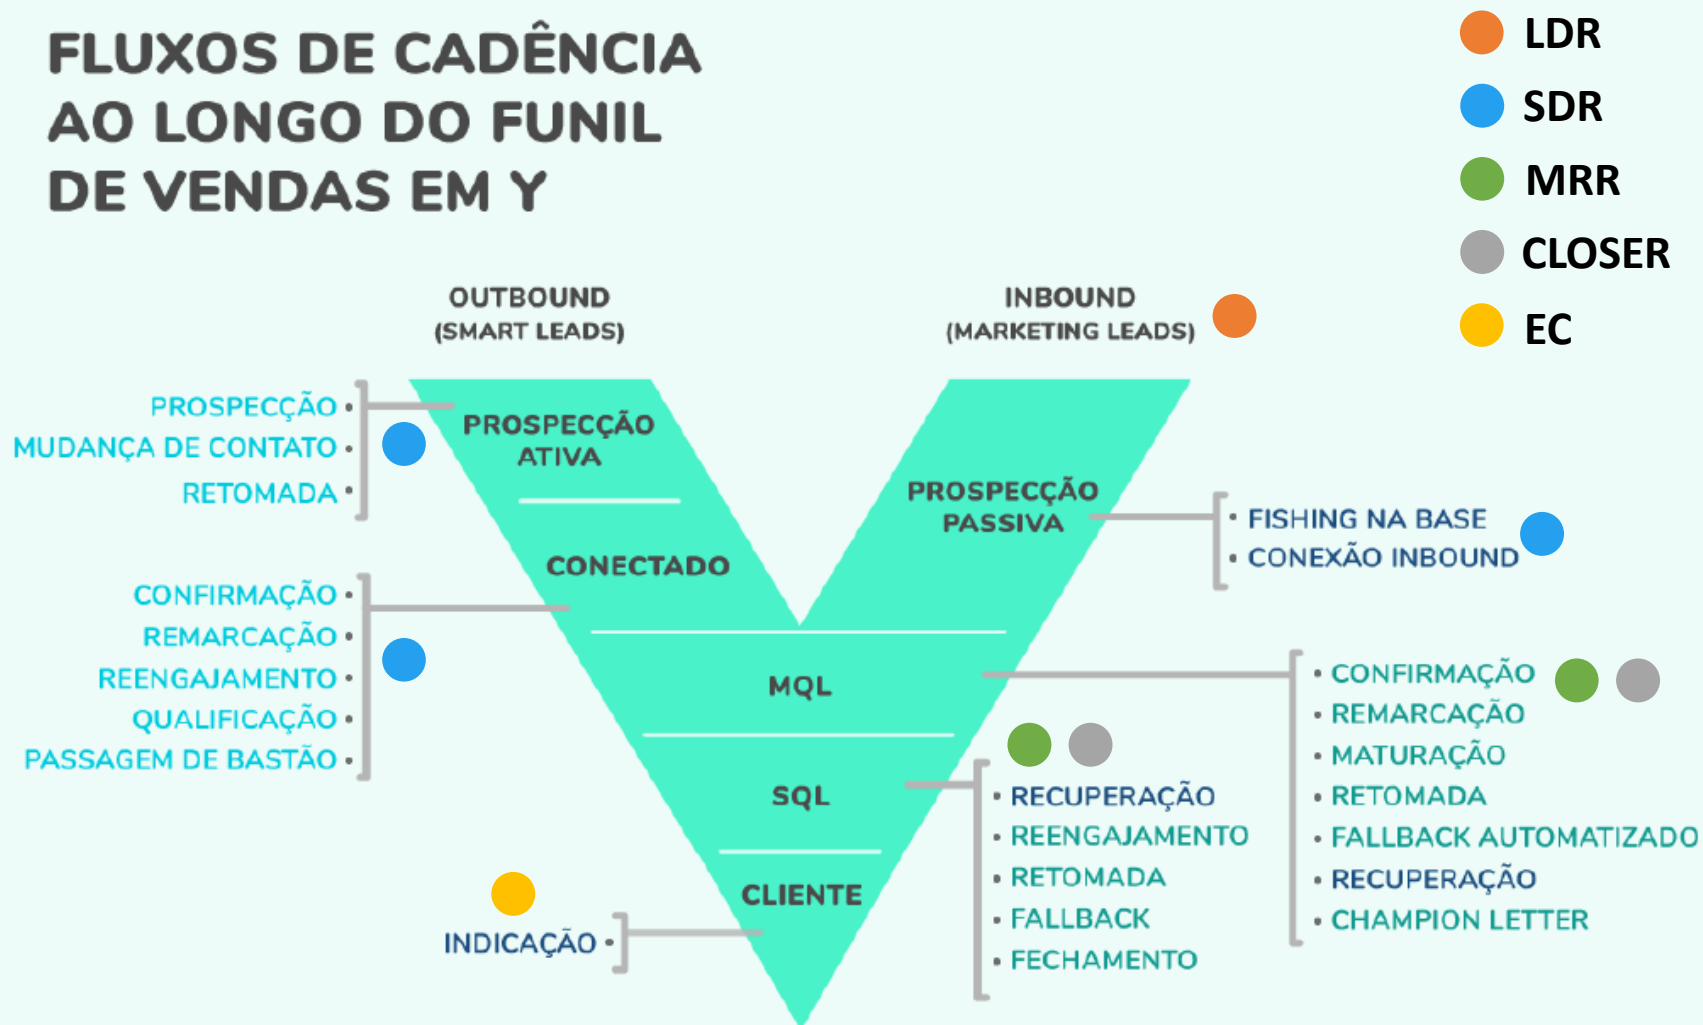 FLUXOS DE CADÊNCIA
AO LONGO DO FUNIL
DE VENDAS EM Y
LDR
SDR
MRR
CLOSER
EC
OUTBOUND
(SMART LEADS)
INBOUND
(MARKETING LEADS)
PROSPECÇÃO
MUDANÇA DE CONTATO
RETOMADA
PROSPECÇÃO
ATIVA
PROSPECÇÃO
PASSIVA
FISHING NA BASE
CONEXÃO INBOUND
CONECTADO
CONFIRMAÇÃO
REMARCAÇÃO
REENGAJAMENTO
QUALIFICAÇÃO
PASSAGEM DE BASTÃO
MQL
CONFIRMAÇÃO
REMARCAÇÃO
MATURAÇÃO
RETOMADA
FALLBACK AUTOMATIZADO
RECUPERAÇÃO
CHAMPION LETTER
SQL
RECUPERAÇÃO
REENGAJAMENTO
RETOMADA
FALLBACK
FECHAMENTO
CLIENTE
INDICAÇÃO